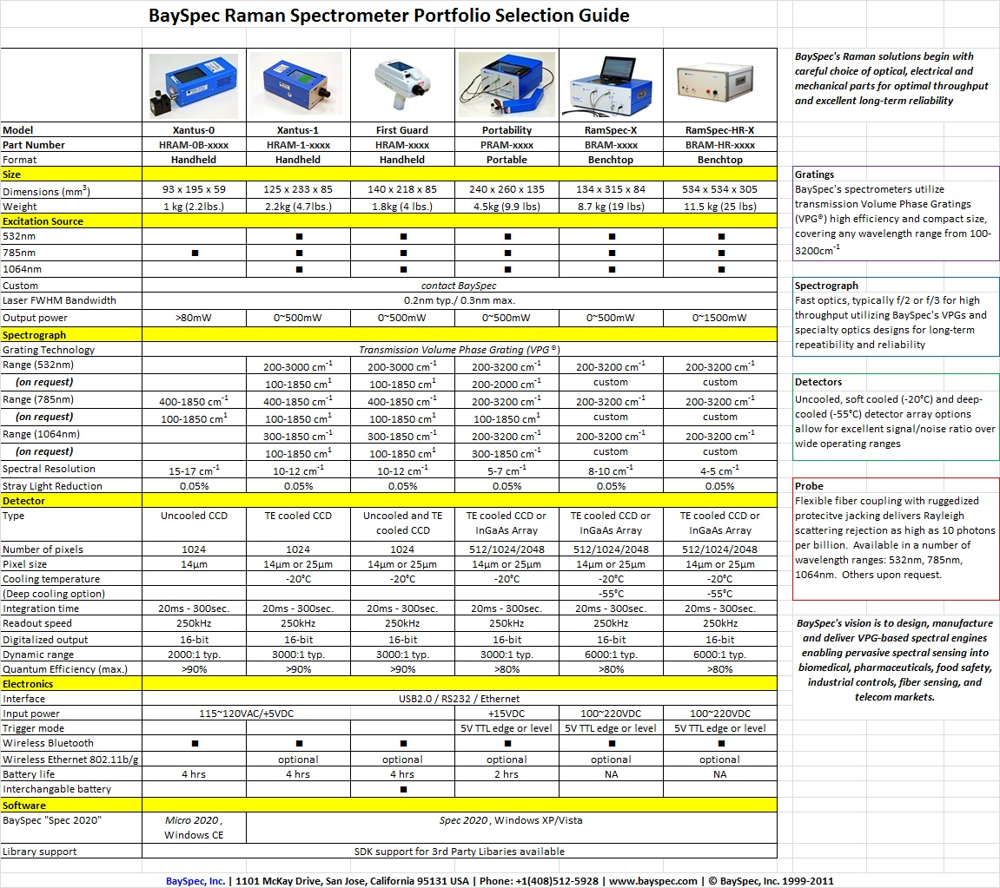 BaySpec Raman Spectrometer Portfolio Selection Guide
BaySpec's Raman solutions begin with
careful choice of optical, electrical and
mechanical parts for optimal throughput
and excellent long-term reliability
Model Xantus-0 Xantus-1 First Guard Portability RamSpec-X RamSpec-HR-X
Part Number HRAM-0B-xxxx HRAM-1-xxxx HRAM-xxxx PRAM-xxxx BRAM-xxxx BRAM-HR-xxxx
Format Handheld Handheld Handheld Portable Benchtop Benchtop
Size
Dimensions (mm³) 93 x 195 x 59 125 x 233 x 85 140 x 218 x 85 240 x 260 x 135 134 x 315 x 84 534 x 534 x 305
Weight 1 kg (2.2lbs.) 2.2kg (4.7lbs.) 1.8kg (4 lbs.) 4.5kg (9.9 lbs) 8.7 kg (19 lbs) 11.5 kg (25 lbs)
Excitation Source
532nm ■ ■ ■ ■ ■
785nm ■ ■ ■ ■ ■ ■
1064nm ■ ■ ■ ■ ■
Custom contact BaySpec
Laser FWHM Bandwidth 0.2nm typ./ 0.3nm max.
Output power >80mW 0~500mW 0~500mW 0~500mW 0~500mW 0~1500mW
Spectrograph
Grating Technology Transmission Volume Phase Grating (VPG ®)
Range (532nm) 200-3000 cm⁻¹ 200-3000 cm⁻¹ 200-3200 cm⁻¹ 200-3200 cm⁻¹ 200-3200 cm⁻¹
(on request) 100-1850 cm⁻¹ 100-1850 cm⁻¹ 200-2000 cm⁻¹ custom custom
Range (785nm) 400-1850 cm⁻¹ 400-1850 cm⁻¹ 400-1850 cm⁻¹ 200-3200 cm⁻¹ 200-3200 cm⁻¹ 200-3200 cm⁻¹
(on request) 100-1850 cm¹ 100-1850 cm¹ 100-1850 cm¹ 100-1850 cm¹ custom custom
Range (1064nm) 300-1850 cm⁻¹ 300-1850 cm⁻¹ 200-3200 cm⁻¹ 200-3200 cm⁻¹ 200-3200 cm⁻¹
(on request) 100-1850 cm¹ 100-1850 cm¹ 300-1850 cm⁻¹ custom custom
Spectral Resolution 15-17 cm⁻¹ 10-12 cm⁻¹ 10-12 cm⁻¹ 5-7 cm⁻¹ 8-10 cm⁻¹ 4-5 cm⁻¹
Stray Light Reduction 0.05% 0.05% 0.05% 0.05% 0.05% 0.05%
Detector
Type Uncooled CCD TE cooled CCD Uncooled and TE TE cooled CCD or TE cooled CCD or TE cooled CCD or
cooled CCD InGaAs Array InGaAs Array InGaAs Array
Number of pixels 1024 1024 1024 512/1024/2048 512/1024/2048 512/1024/2048
Pixel size 14μm 14μm or 25μm 14μm or 25μm 14μm or 25μm 14μm or 25μm 14μm or 25μm
Cooling temperature -20°C -20°C -20°C -20°C -20°C
(Deep cooling option) -55°C -55°C
Integration time 20ms - 300sec. 20ms - 300sec. 20ms - 300sec. 20ms - 300sec. 20ms - 300sec. 20ms - 300sec.
Readout speed 250kHz 250kHz 250kHz 250kHz 250kHz 250kHz
Digitalized output 16-bit 16-bit 16-bit 16-bit 16-bit 16-bit
Dynamic range 2000:1 typ. 3000:1 typ. 3000:1 typ. 3000:1 typ. 6000:1 typ. 6000:1 typ.
Quantum Efficiency (max.) >90% >90% >90% >80% >80% >80%
Electronics
Interface USB2.0 / RS232 / Ethernet
Input power 115~120VAC/+5VDC +15VDC 100~220VDC 100~220VDC
Trigger mode 5V TTL edge or level 5V TTL edge or level 5V TTL edge or level
Wireless Bluetooth ■ ■ ■ ■ ■ ■
Wireless Ethernet 802.11b/g optional optional optional optional optional
Battery life 4 hrs 4 hrs 4 hrs 2 hrs NA NA
Interchangable battery ■
Software
BaySpec "Spec 2020" Micro 2020 , Spec 2020 , Windows XP/Vista
Windows CE
Library support SDK support for 3rd Party Libaries available
Gratings
BaySpec's spectrometers utilize
transmission Volume Phase Gratings
(VPG®) high efficiency and compact size,
covering any wavelength range from 100-
3200cm⁻¹
Spectrograph
Fast optics, typically f/2 or f/3 for high
throughput utilizing BaySpec's VPGs and
specialty optics designs for long-term
repeatibility and reliability
Detectors
Uncooled, soft cooled (-20°C) and deep-
cooled (-55°C) detector array options
allow for excellent signal/noise ratio over
wide operating ranges
Probe
Flexible fiber coupling with ruggedized
protecitve jacking delivers Rayleigh
scattering rejection as high as 10 photons
per billion. Available in a number of
wavelength ranges: 532nm, 785nm,
1064nm. Others upon request.
BaySpec's vision is to design, manufacture
and deliver VPG-based spectral engines
enabling pervasive spectral sensing into
biomedical, pharmaceuticals, food safety,
industrial controls, fiber sensing, and
telecom markets.
BaySpec, Inc. | 1101 McKay Drive, San Jose, California 95131 USA | Phone: +1(408)512-5928 | www.bayspec.com | © BaySpec, Inc. 1999-2011